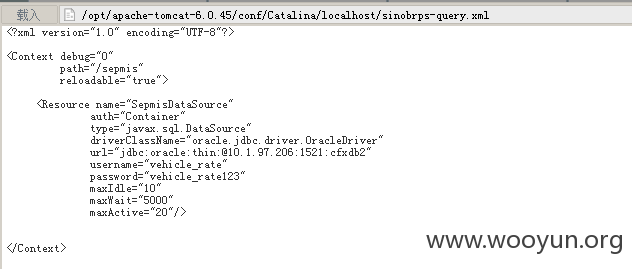 载入 /opt/apache-tomcat-6.0.45/conf/Catalina/localhost/sinobrps-query.xml
<?xml version="1.0" encoding="UTF-8"?>
<Context debug="0"
path="/sepmis"
reloadable="true">
<Resource name="SepmisDataSource"
auth="Container"
type="javax.sql.DataSource"
driverClassName="oracle.jdbc.driver.OracleDriver"
url="jdbc:oracle:thin:@10.1.97.206:1521:cfxdb2"
username="vehicle_rate"
password="vehicle_rate123"
maxIdle="10"
maxWait="5000"
maxActive="20"/>
</Context>
www.wooyun.org